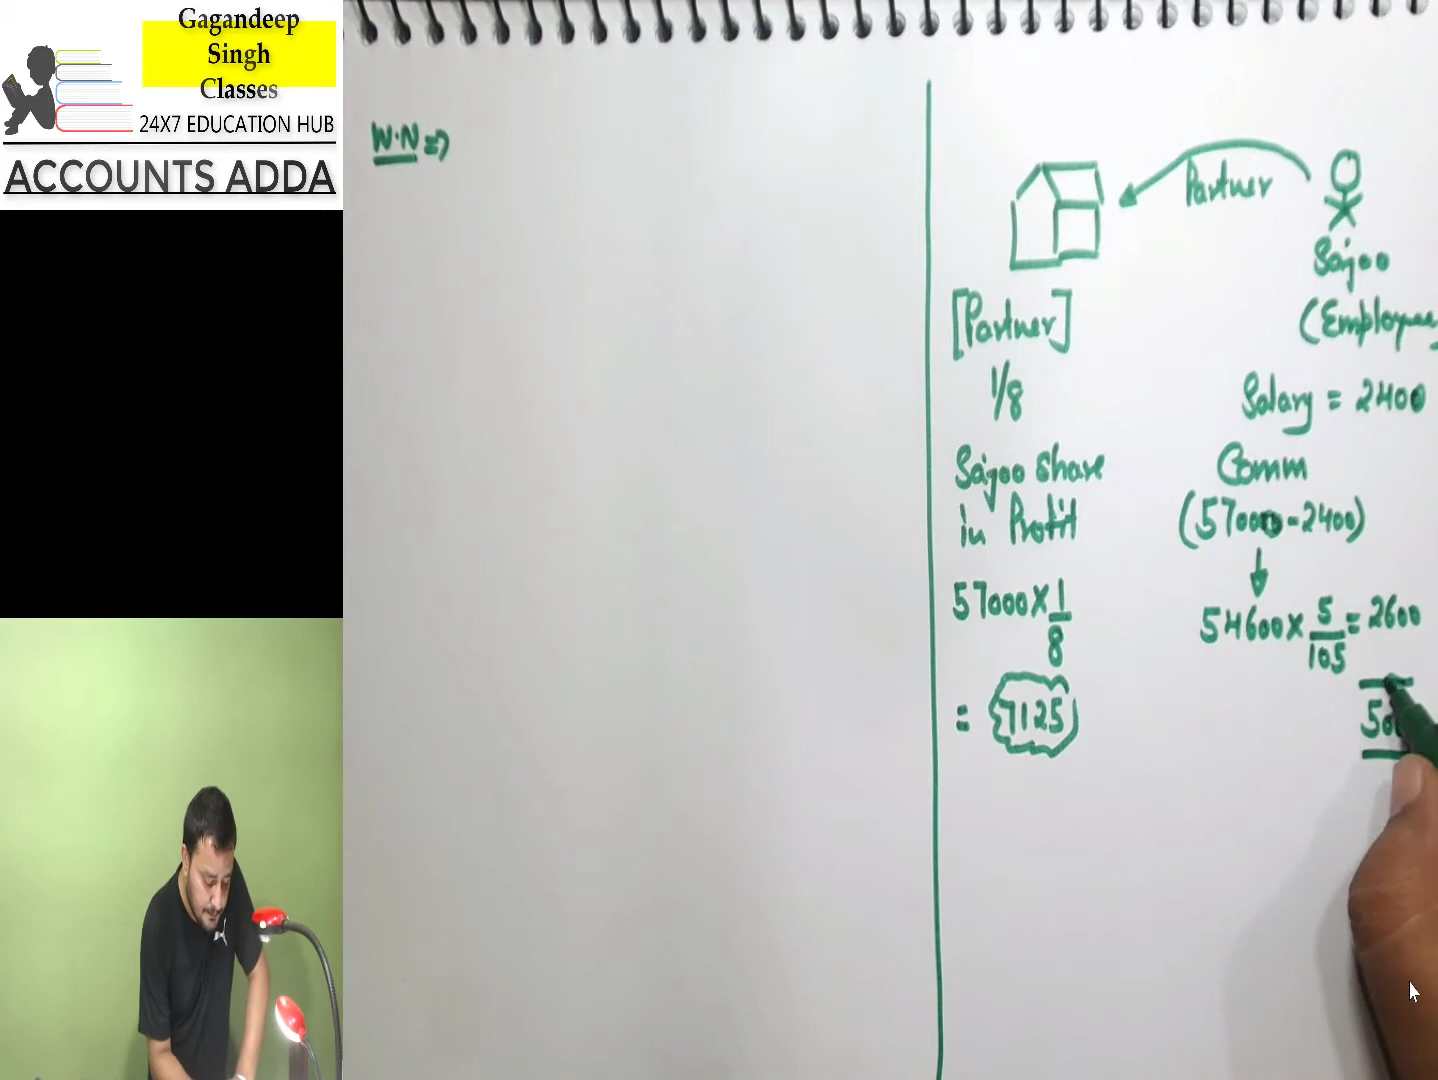 Gagandeep
Singh
Classes
24X7 EDUCATION HUB
ACCOUNTS ADDA
W.N =>
Partner
Sajoo
(Employee
[Partner]
1/8
Salary = 2400
Sajoo share
in Profit
Comm
(57000-2400)
57000 x 1/8
54600 x 5/105 = 2600
= 7125